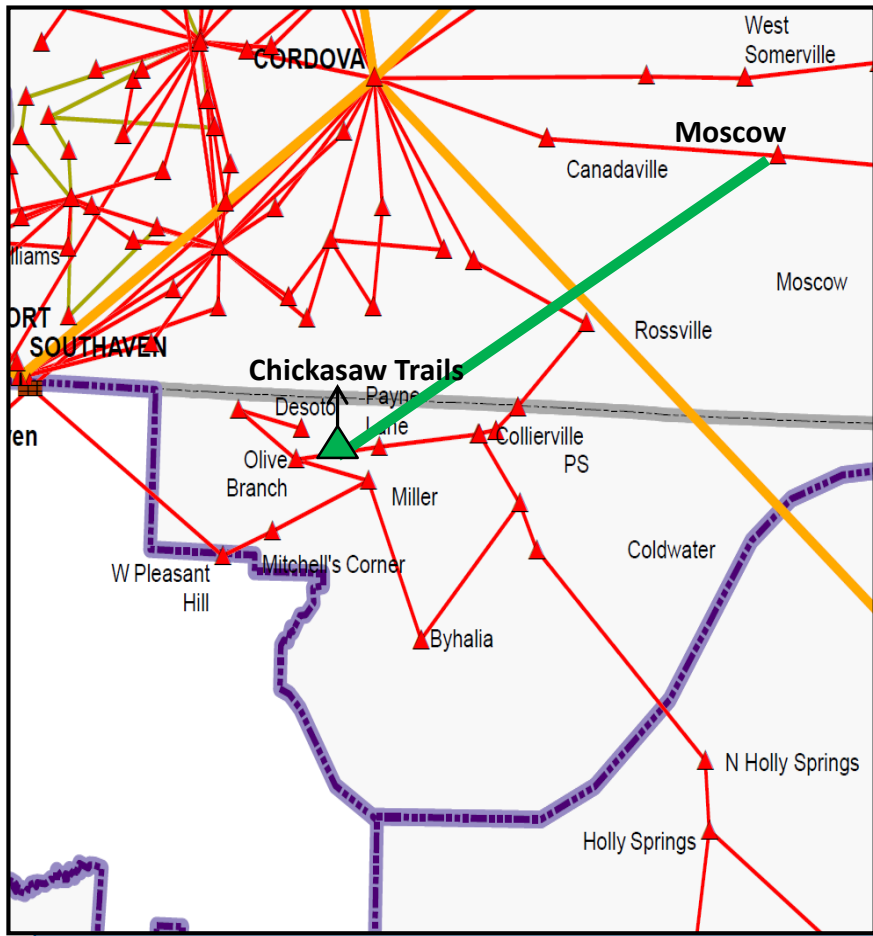 West
Somerville
CORDOVA
Moscow
Canadaville
lliams
Moscow
ORT
Rossville
SOUTHAVEN
Chickasaw Trails
Payne
Lane
Desoto
ven
Collierville
PS
Olive
Branch
Miller
Coldwater
W Pleasant
Hill
Mitchell's Corner
Byhalia
N Holly Springs
Holly Springs